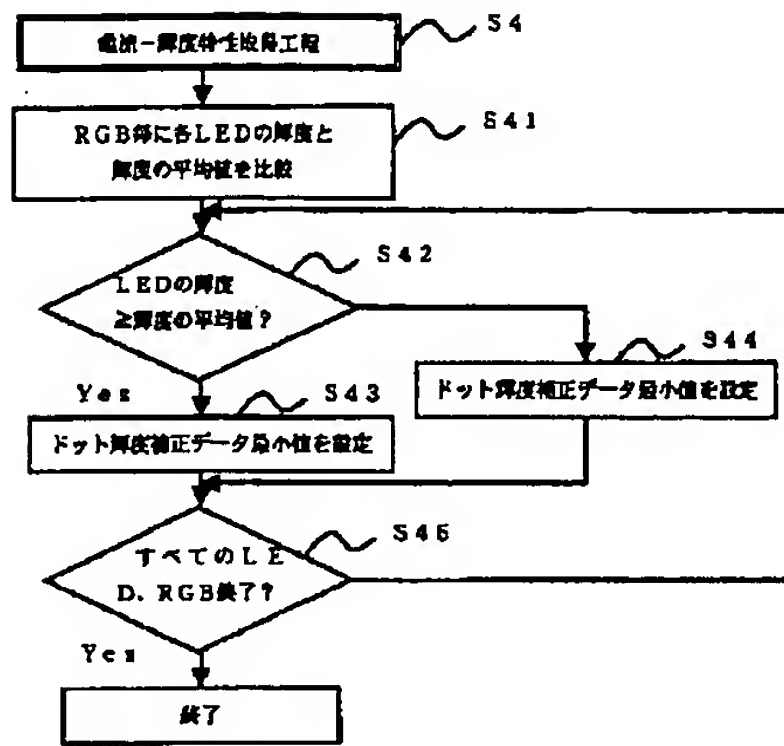 電流－輝度特性取得工程
S4
RGB毎に各LEDの輝度と
輝度の平均値を比較
S41
LEDの輝度
≧輝度の平均値？
S42
S44
ドット輝度補正データ最小値を設定
Yes
S43
ドット輝度補正データ最小値を設定
すべてのLE
D、RGB終了？
S45
Yes
終了